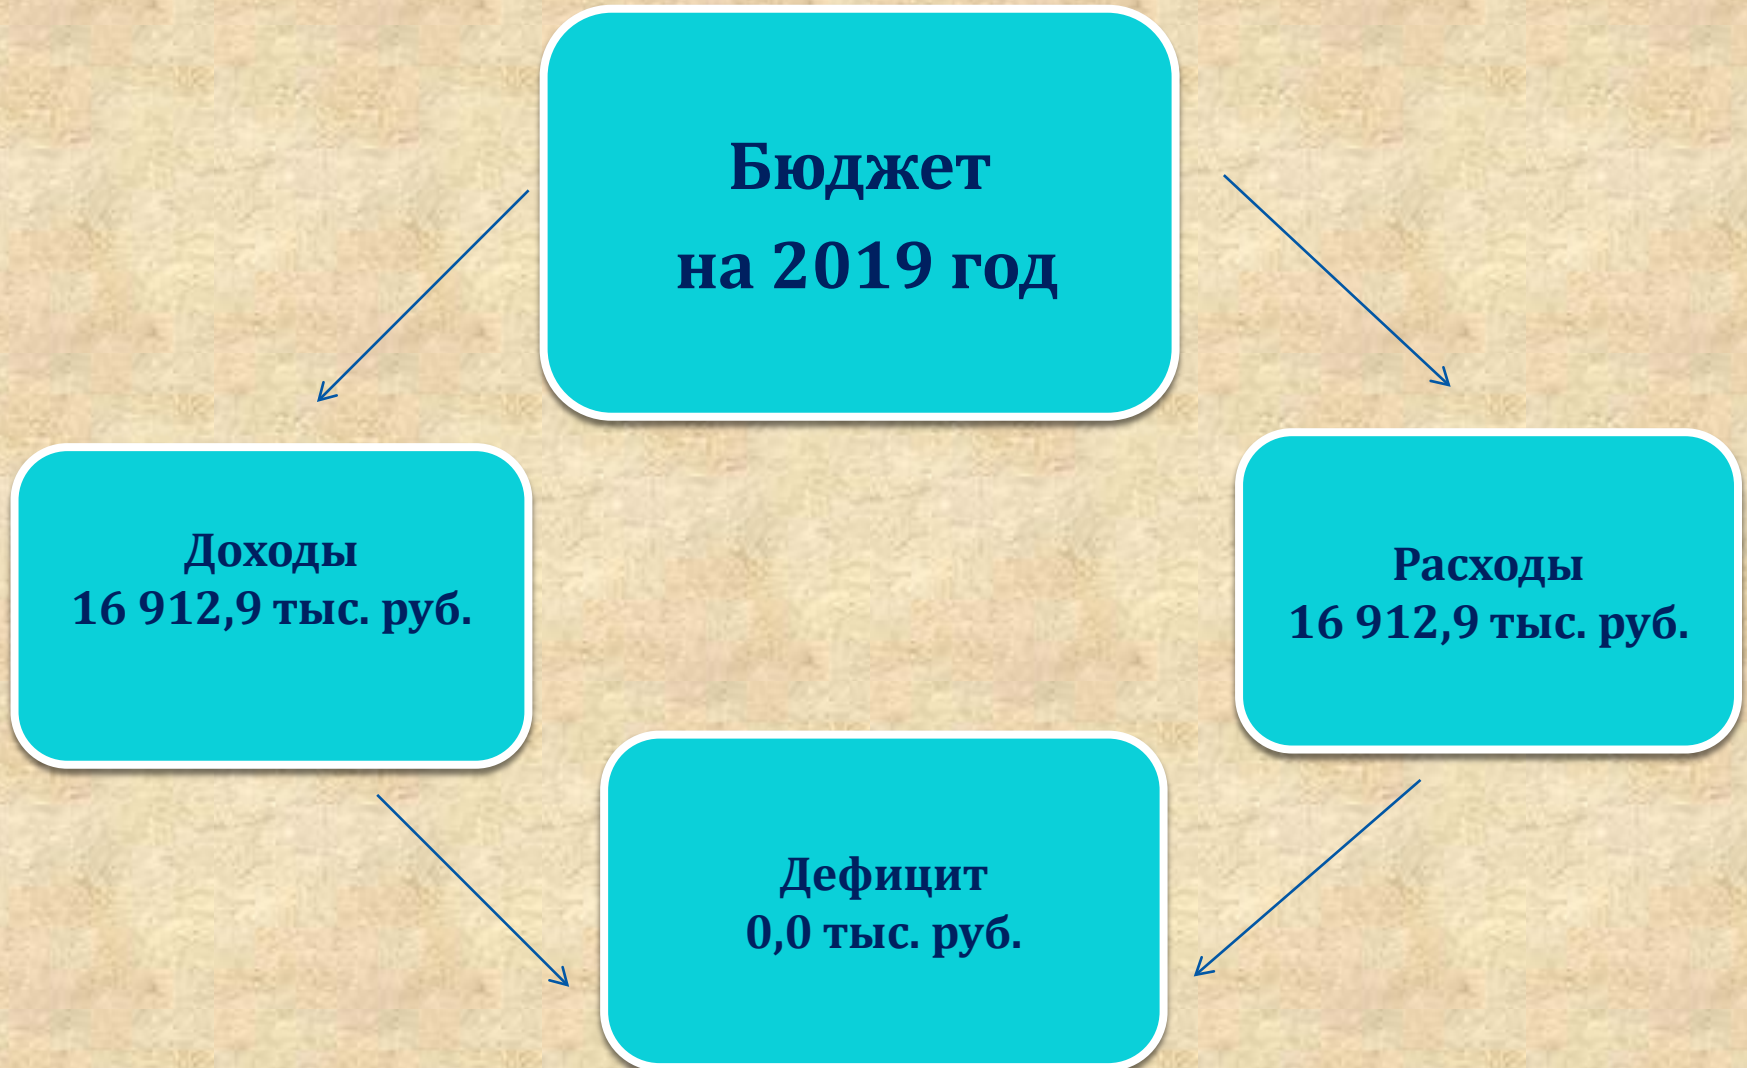 Бюджет
на 2019 год
Доходы
16 912,9 тыс. руб.
Расходы
16 912,9 тыс. руб.
Дефицит
0,0 тыс. руб.